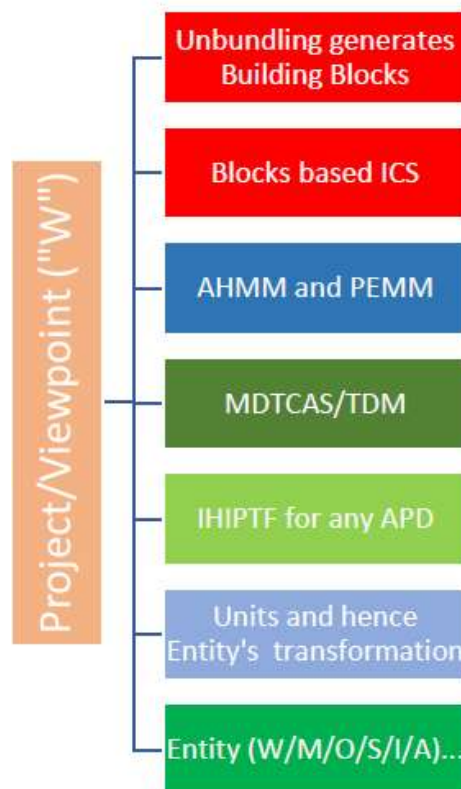 Project/Viewpoint ("W")
Unbundling generates
Building Blocks
Blocks based ICS
AHMM and PEMM
MDTCAS/TDM
IHIPTF for any APD
Units and hence
Entity's transformation
Entity (W/M/O/S/I/A)...